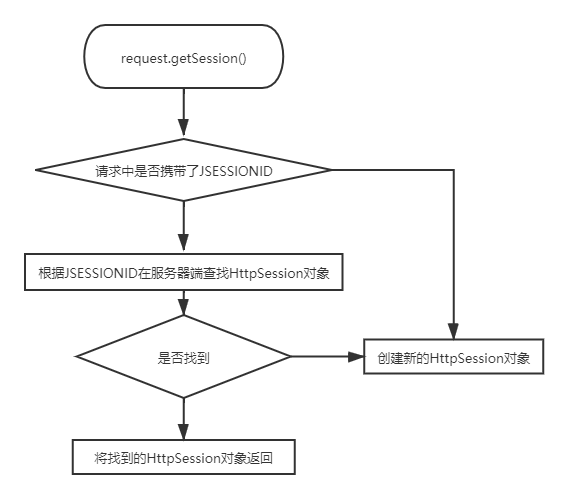 request.getSession()
请求中是否携带了JSESSIONID
根据JSESSIONID在服务器端查找HttpSession对象
是否找到
创建新的HttpSession对象
将找到的HttpSession对象返回